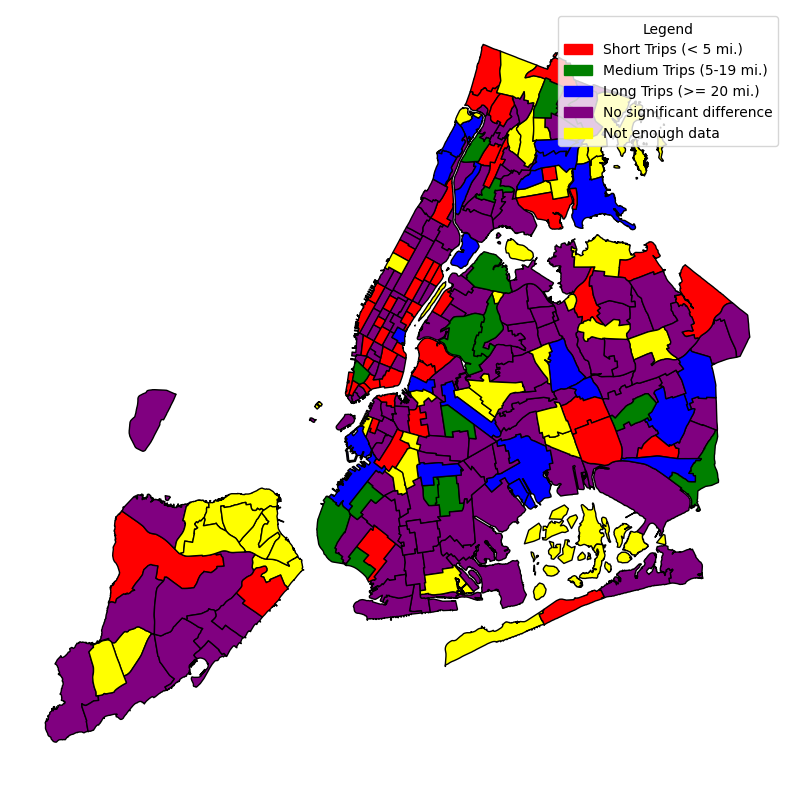 Legend
Short Trips (< 5 mi.)
Medium Trips (5-19 mi.)
Long Trips (>= 20 mi.)
No significant difference
Not enough data